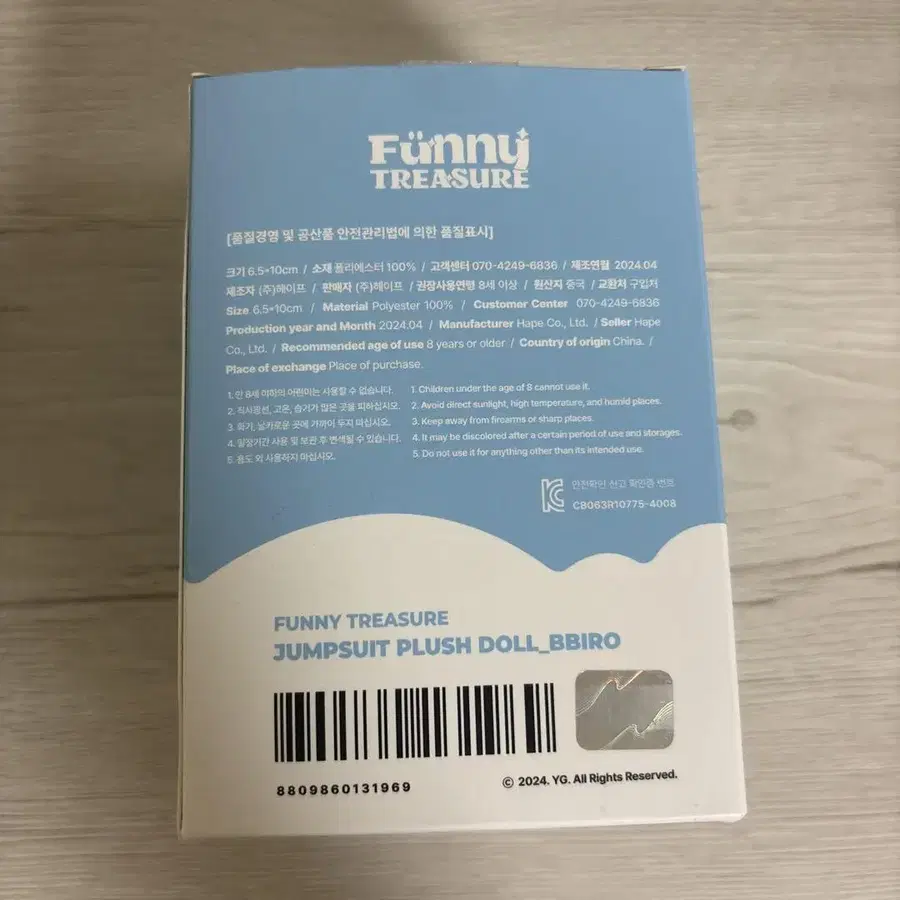 Fünny
TREASURE
[품질경영 및 공산품 안전관리법에 의한 품질표시]
크기 6.5*10cm / 소재 폴리에스터 100% / 고객센터 070-4249-6836 / 제조연월 2024.04
제조자 (주)헤이프 / 판매자 (주)헤이프 / 권장사용연령 8세 이상 / 원산지 중국 / 교환처 구입처
Size 6.5*10cm / Material Polyester 100% / Customer Center 070-4249-6836
Production year and Month 2024.04 / Manufacturer Hape Co., Ltd. / Seller Hape
Co., Ltd. / Recommended age of use 8 years or older / Country of origin China. /
Place of exchange Place of purchase.
1. 만 8세 이하의 어린이는 사용할 수 없습니다.
2. 직사광선, 고온, 습기가 많은 곳을 피하십시오.
3. 화기, 날카로운 곳에 가까이 두지 마십시오.
4. 일정기간 사용 및 보관 후 변색될 수 있습니다.
5. 용도 외 사용하지 마십시오.
1. Children under the age of 8 cannot use it.
2. Avoid direct sunlight, high temperature, and humid places.
3. Keep away from firearms or sharp places.
4. It may be discolored after a certain period of use and storages.
5. Do not use it for anything other than its intended use.
안전확인 신고 확인증 번호
CB063R10775-4008
FUNNY TREASURE
JUMPSUIT PLUSH DOLL_BBIRO
8809860131969
© 2024. YG. All Rights Reserved.